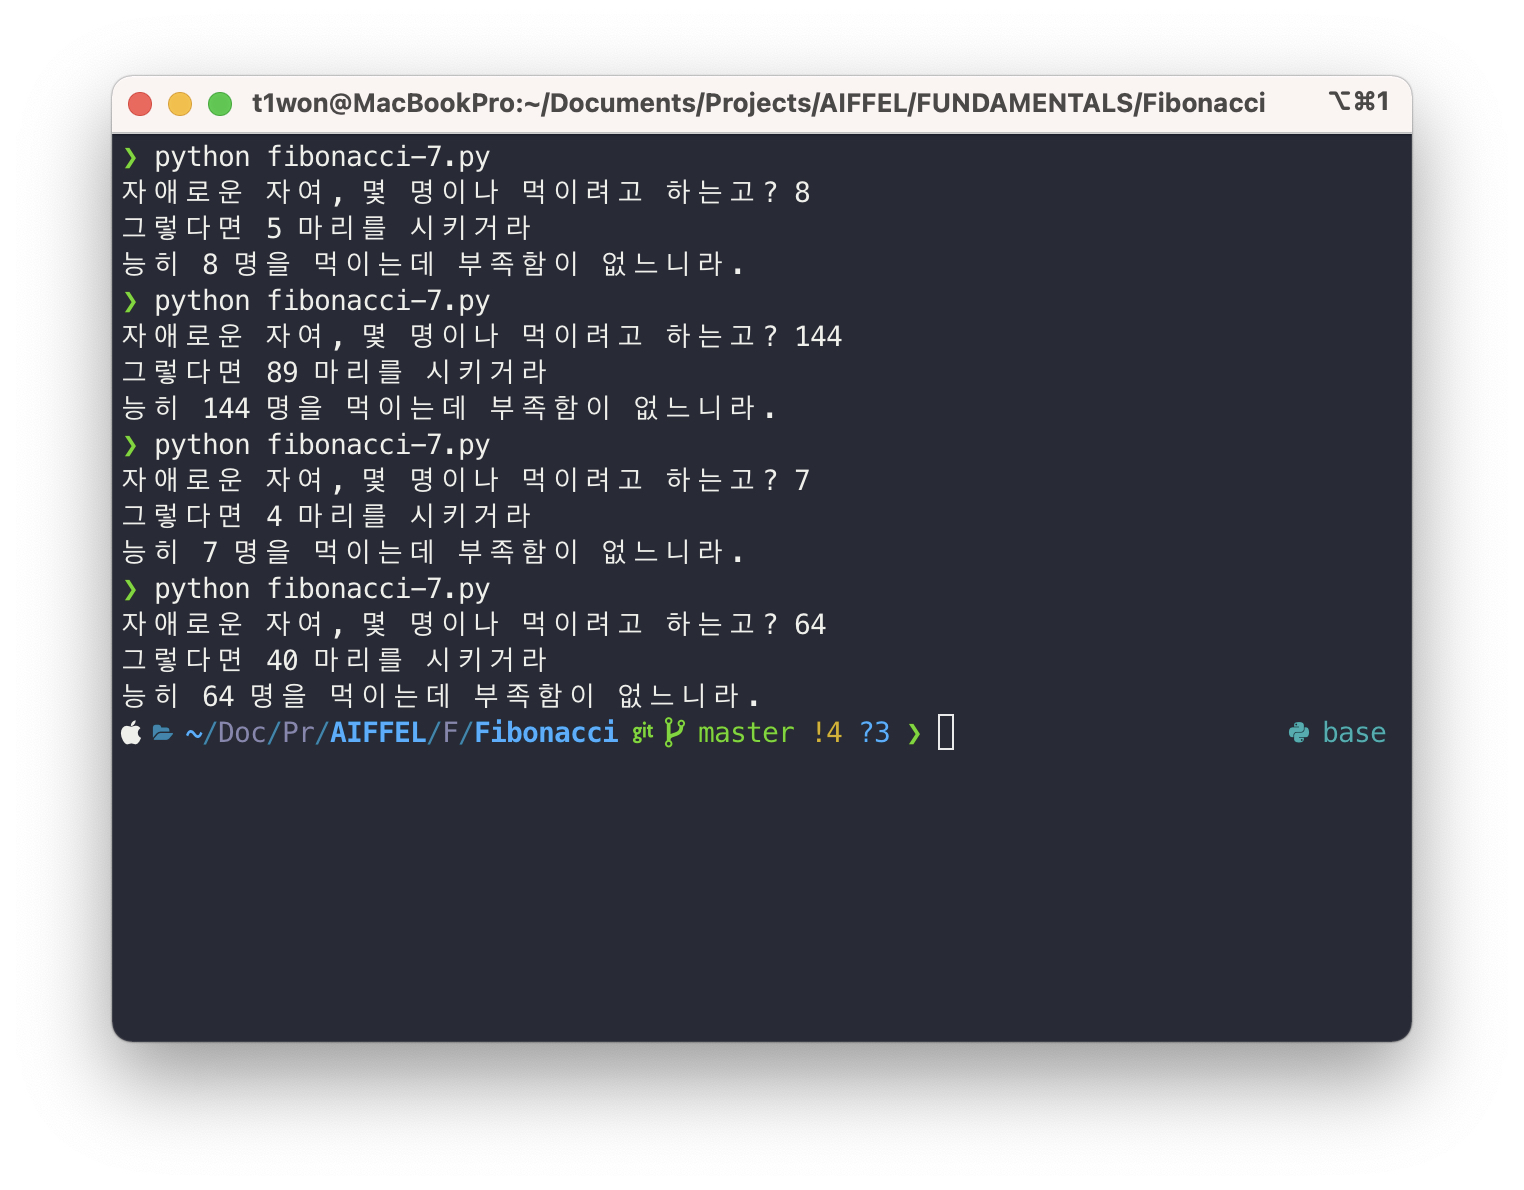 t1won@MacBookPro:~/Documents/Projects/AIFFEL/FUNDAMENTALS/Fibonacci ⌥⌘1
❯ python fibonacci-7.py
자애로운 자여, 몇 명이나 먹이려고 하는고? 8
그렇다면 5 마리를 시키거라
능히 8 명을 먹이는데 부족함이 없느니라.
❯ python fibonacci-7.py
자애로운 자여, 몇 명이나 먹이려고 하는고? 144
그렇다면 89 마리를 시키거라
능히 144 명을 먹이는데 부족함이 없느니라.
❯ python fibonacci-7.py
자애로운 자여, 몇 명이나 먹이려고 하는고? 7
그렇다면 4 마리를 시키거라
능히 7 명을 먹이는데 부족함이 없느니라.
❯ python fibonacci-7.py
자애로운 자여, 몇 명이나 먹이려고 하는고? 64
그렇다면 40 마리를 시키거라
능히 64 명을 먹이는데 부족함이 없느니라.
~/Doc/Pr/AIFFEL/F/Fibonacci git master !4 ?3 ❯ base